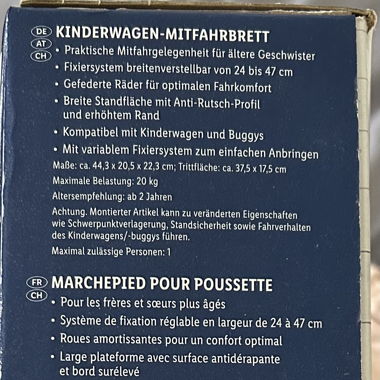 DE KINDERWAGEN-MITFAHRBRETT
AT • Praktische Mitfahrgelegenheit für ältere Geschwister
CH • Fixiersystem breitenverstellbar von 24 bis 47 cm
• Gefederte Räder für optimalen Fahrkomfort
• Breite Standfläche mit Anti-Rutsch-Profil
und erhöhtem Rand
• Kompatibel mit Kinderwagen und Buggys
• Mit variablem Fixiersystem zum einfachen Anbringen
Maße: ca. 44,3 x 20,5 x 22,3 cm; Trittfläche: ca. 37,5 x 17,5 cm
Maximale Belastung: 20 kg
Altersempfehlung: ab 2 Jahren
Achtung. Montierter Artikel kann zu veränderten Eigenschaften
wie Schwerpunktverlagerung, Standsicherheit sowie Fahrverhalten
des Kinderwagens/-buggys führen.
Maximal zulässige Personen: 1
FR MARCHEPIED POUR POUSSETTE
CH • Pour les frères et sœurs plus âgés
• Système de fixation réglable en largeur de 24 à 47 cm
• Roues amortissantes pour un confort optimal
• Large plateforme avec surface antidérapante
et bord surélevé